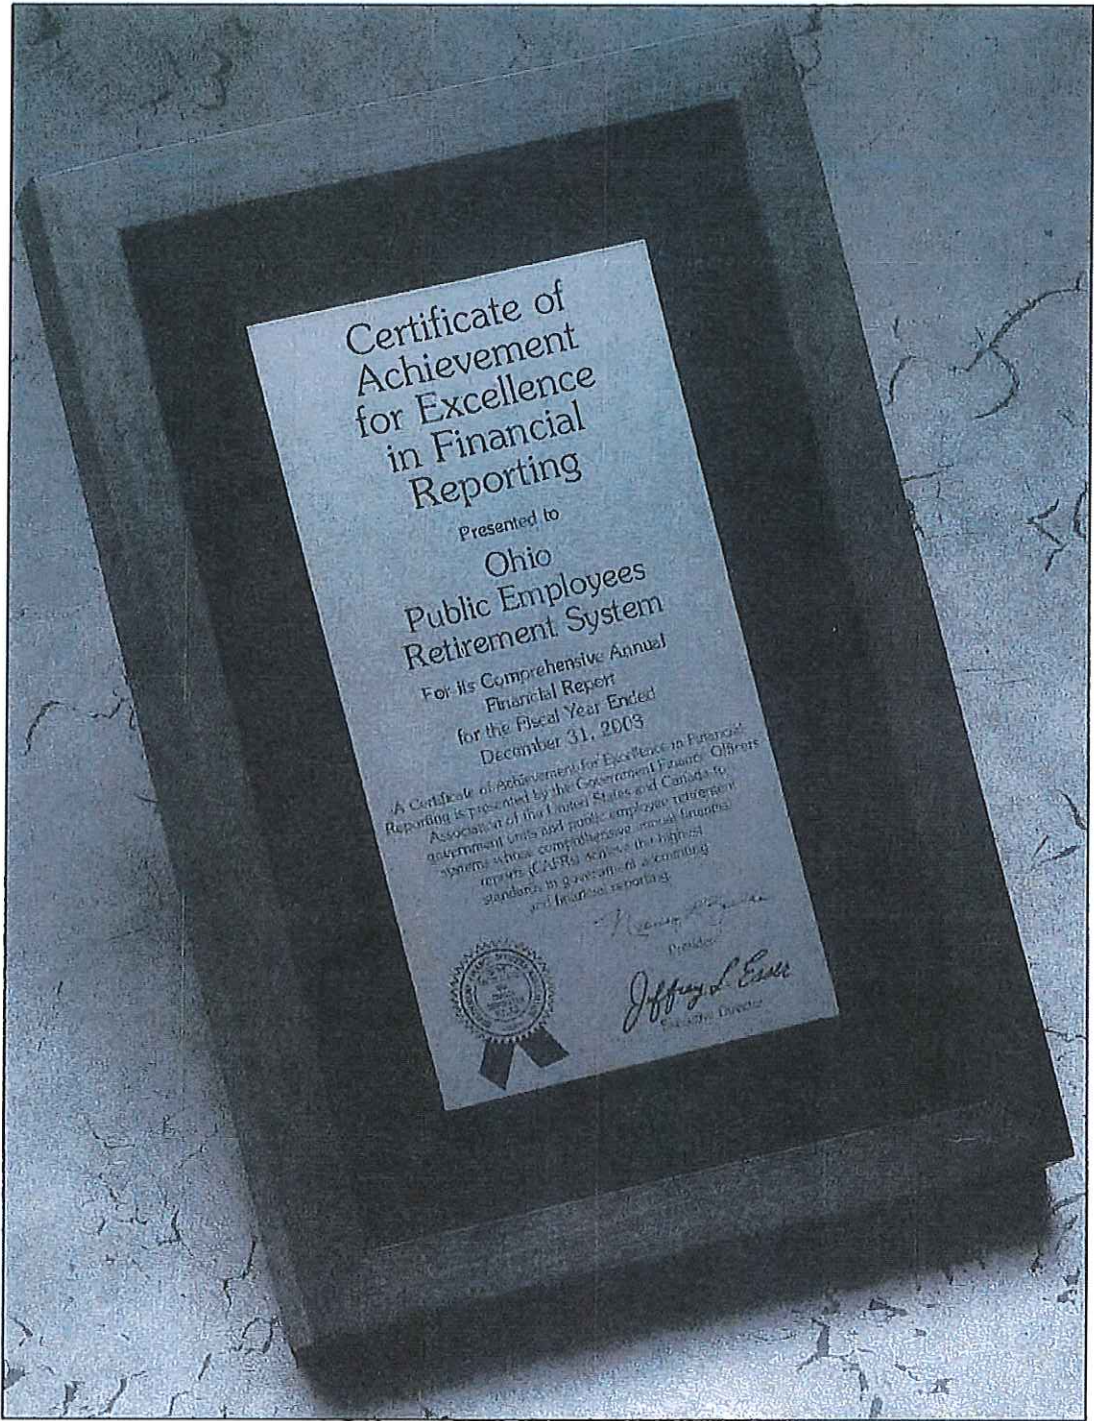 Certificate of
Achievement
for Excellence
in Financial
Reporting
Presented to
Ohio
Public Employees
Retirement System
For its Comprehensive Annual
Financial Report
for the Fiscal Year Ended
December 31, 2003
A Certificate of Achievement for Excellence in Financial
Reporting is presented by the Government Finance Officers
Association of the United States and Canada to
government units and public employee retirement
systems whose comprehensive annual financial
reports (CAFRs) achieve the highest
standards in government accounting
and financial reporting.
President
Jeffrey L. Esser
Executive Director